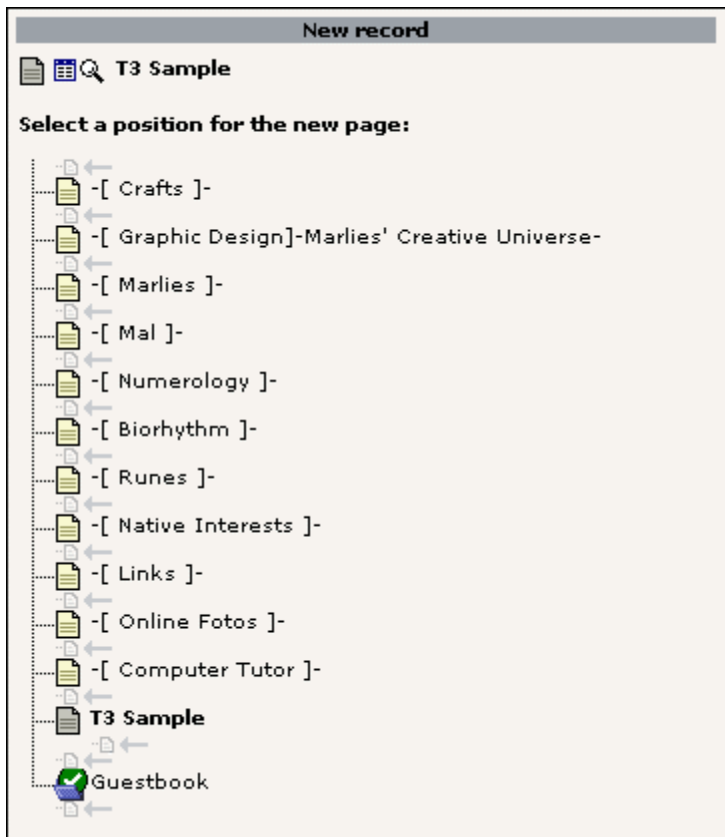 New record
T3 Sample
Select a position for the new page:
-[ Crafts ]-
-[ Graphic Design]-Marlies' Creative Universe-
-[ Marlies ]-
-[ Mal ]-
-[ Numerology ]-
-[ Biorhythm ]-
-[ Runes ]-
-[ Native Interests ]-
-[ Links ]-
-[ Online Fotos ]-
-[ Computer Tutor ]-
T3 Sample
Guestbook